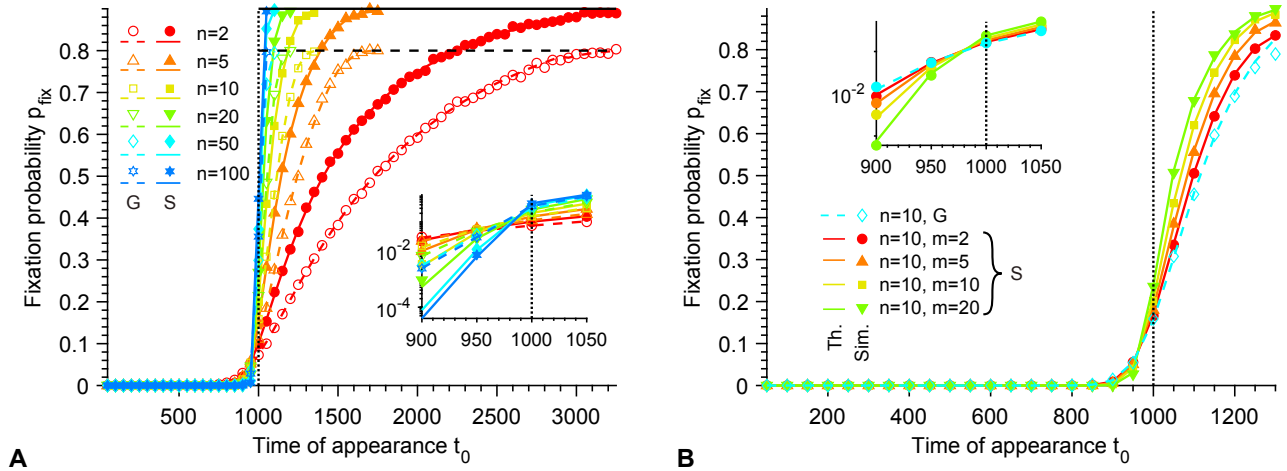 Fixation probability p_fix
0.8
0.7
0.6
0.5
0.4
0.3
0.2
0.1
0
n=2
n=5
n=10
n=20
n=50
n=100
G S
10^-2
10^-4
900 950 1000 1050
500 1000 1500 2000 2500 3000
Time of appearance t_0
A
Fixation probability p_fix
0.8
0.7
0.6
0.5
0.4
0.3
0.2
0.1
0
10^-2
900 950 1000 1050
n=10, G
n=10, m=2
n=10, m=5
n=10, m=10
n=10, m=20
S
Th.
Sim.
200 400 600 800 1000 1200
Time of appearance t_0
B